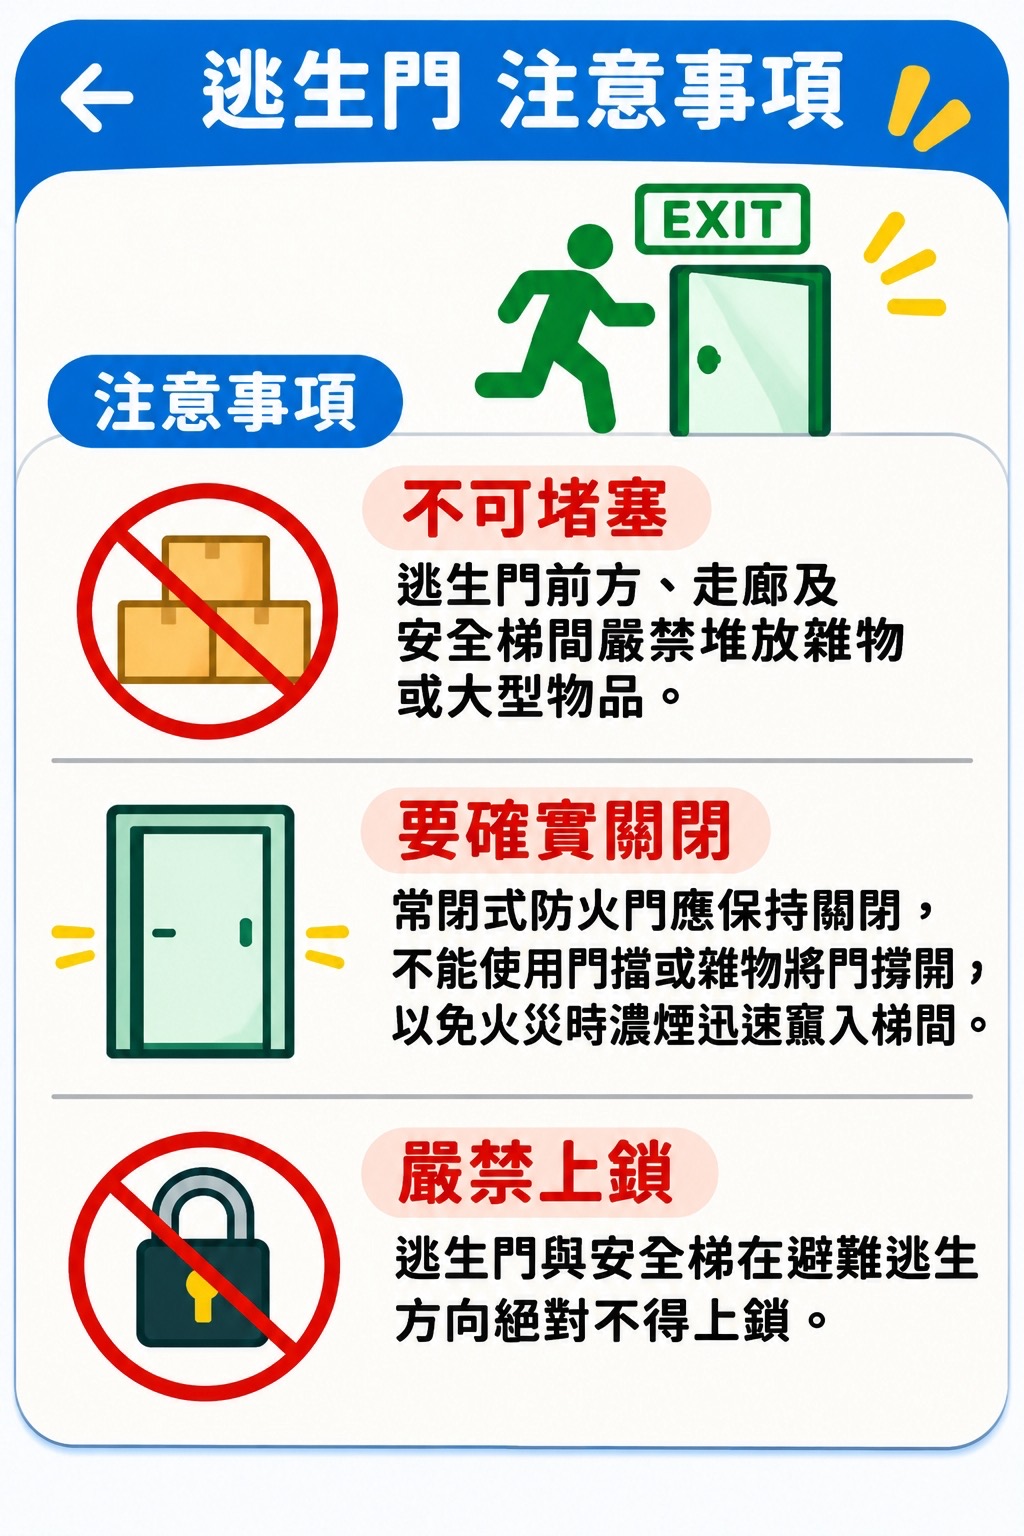 逃生門 注意事項
EXIT
注意事項
不可堵塞
逃生門前方、走廊及
安全梯間嚴禁堆放雜物
或大型物品。
要確實關閉
常閉式防火門應保持關閉，
不能使用門擋或雜物將門撐開，
以免火災時濃煙迅速竄入梯間。
嚴禁上鎖
逃生門與安全梯在避難逃生
方向絕對不得上鎖。